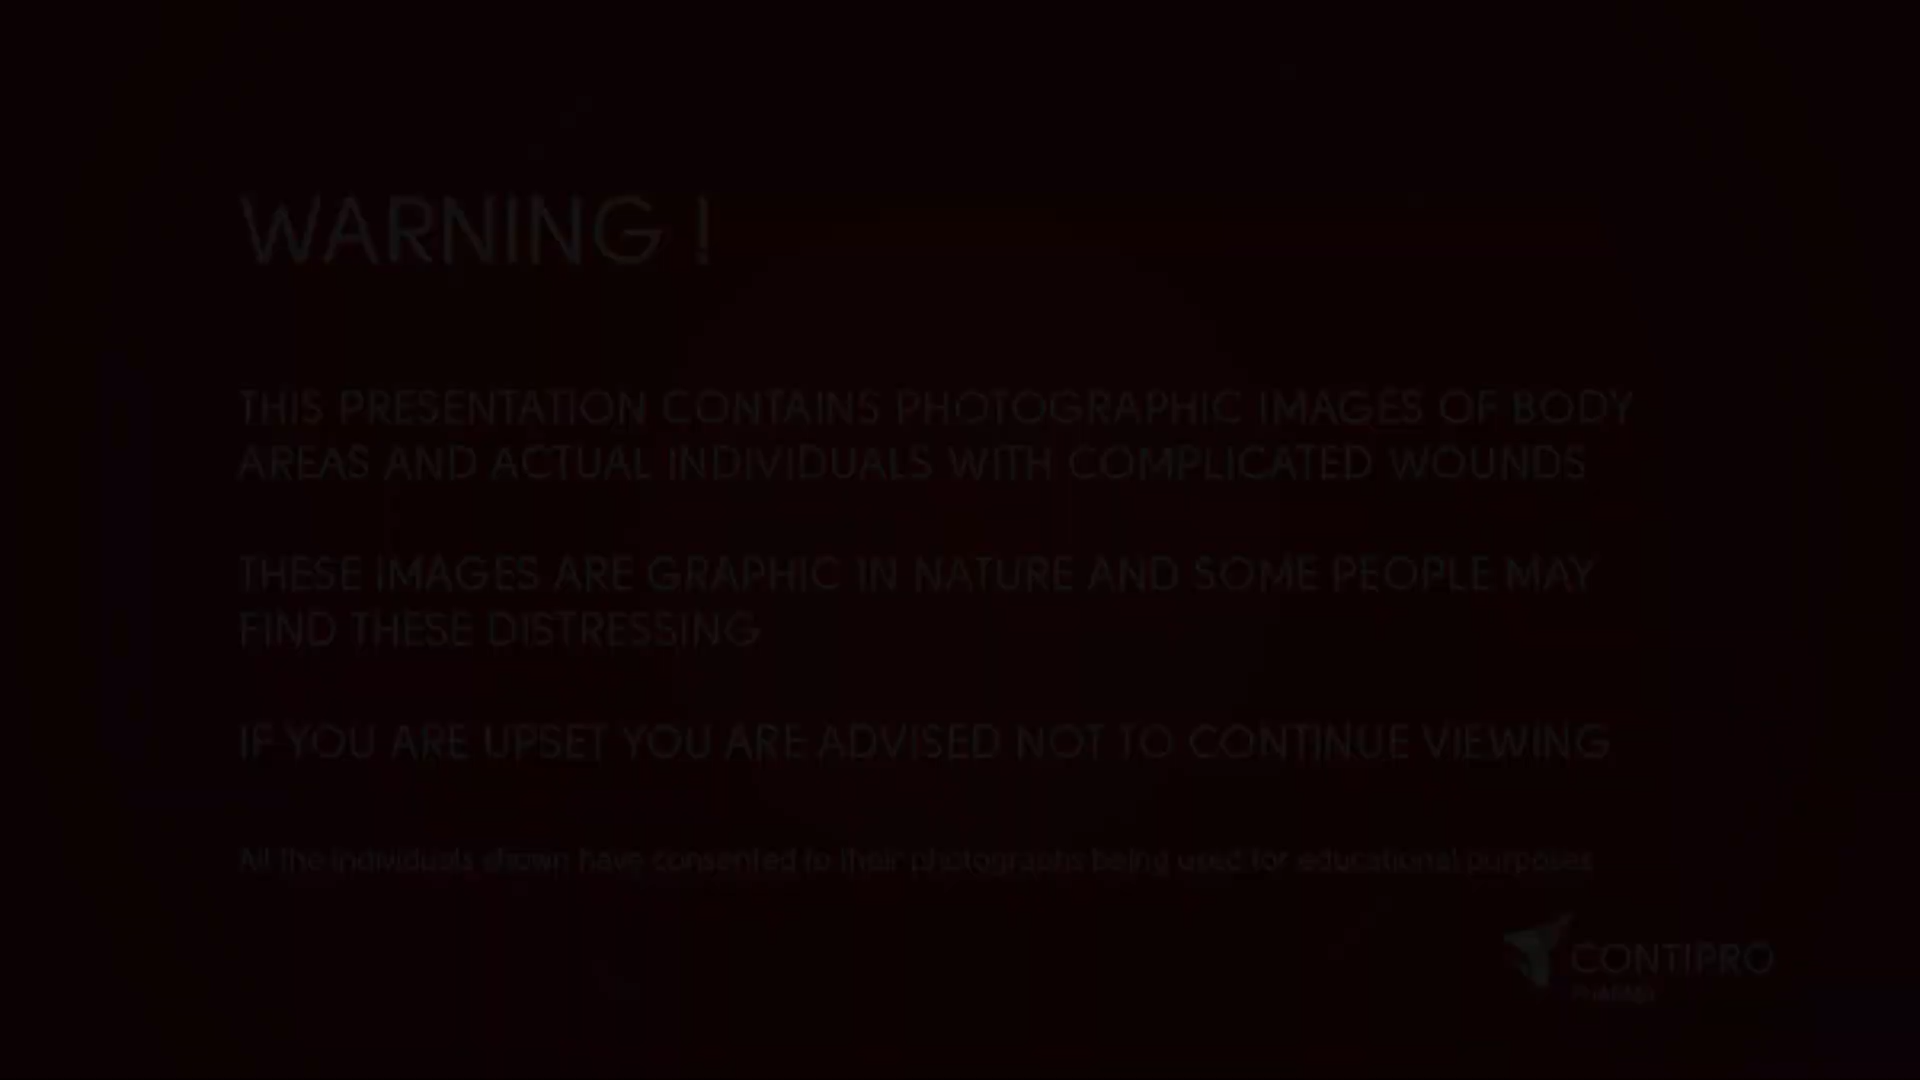 WARNING !
THIS PRESENTATION CONTAINS PHOTOGRAPHIC IMAGES OF BODY
AREAS AND ACTUAL INDIVIDUALS WITH COMPLICATED WOUNDS
THESE IMAGES ARE GRAPHIC IN NATURE AND SOME PEOPLE MAY
FIND THESE DISTRESSING
IF YOU ARE UPSET YOU ARE ADVISED NOT TO CONTINUE VIEWING
All the individuals shown have consented to their photographs being used for educational purposes
CONTIPRO